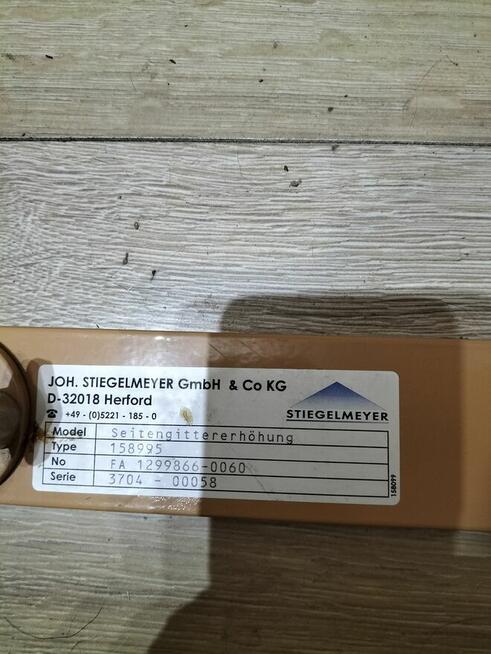 JOH. STIEGELMEYER GmbH & Co KG
D-32018 Herford
☎ +49 - (0)5221 - 185 - 0
STIEGELMEYER
Model Seitengittererhöhung
Type 158995
No FA 1299866-0060
Serie 3704 - 00058
158099